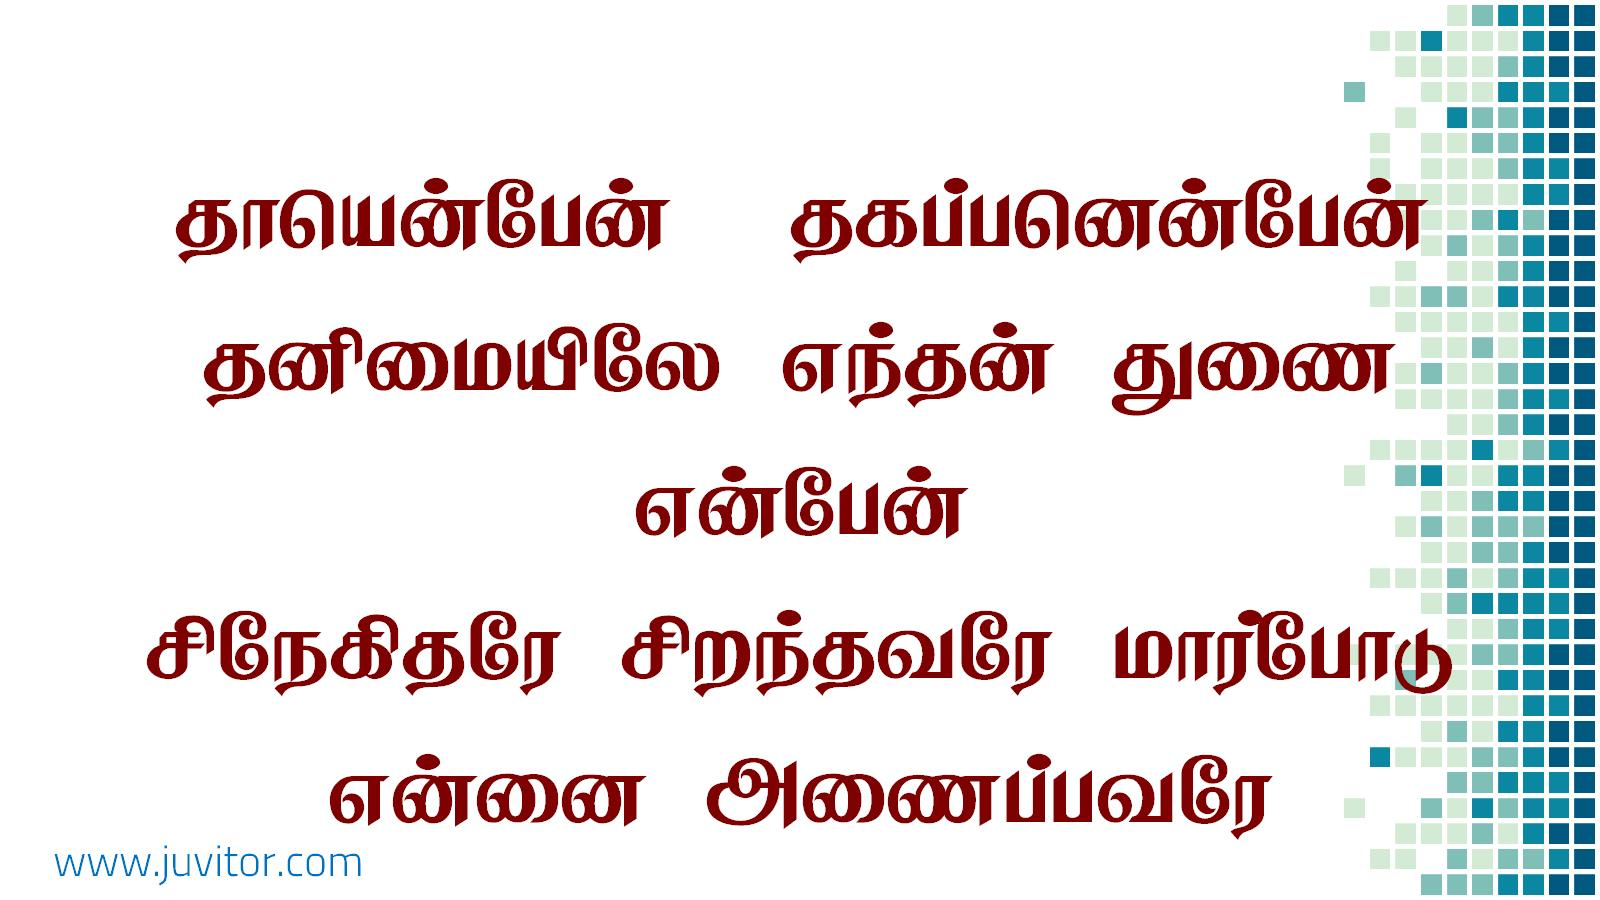 தாயென்பேன் தகப்பனென்பேன்
தனிமையிலே எந்தன் துணை
என்பேன்
சிநேகிதரே சிறந்தவரே மார்போடு
என்னை அணைப்பவரே
www.juvitor.com